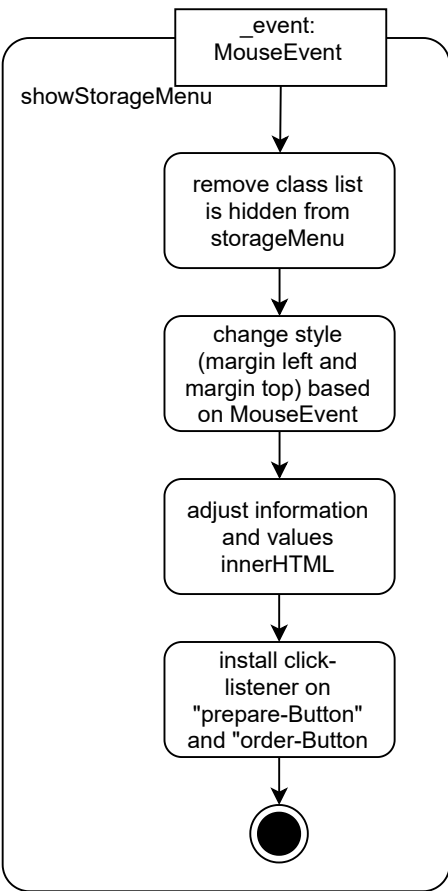 _event:
MouseEvent
showStorageMenu
remove class list
is hidden from
storageMenu
change style
(margin left and
margin top) based
on MouseEvent
adjust information
and values
innerHTML
install click-
listener on
"prepare-Button"
and "order-Button